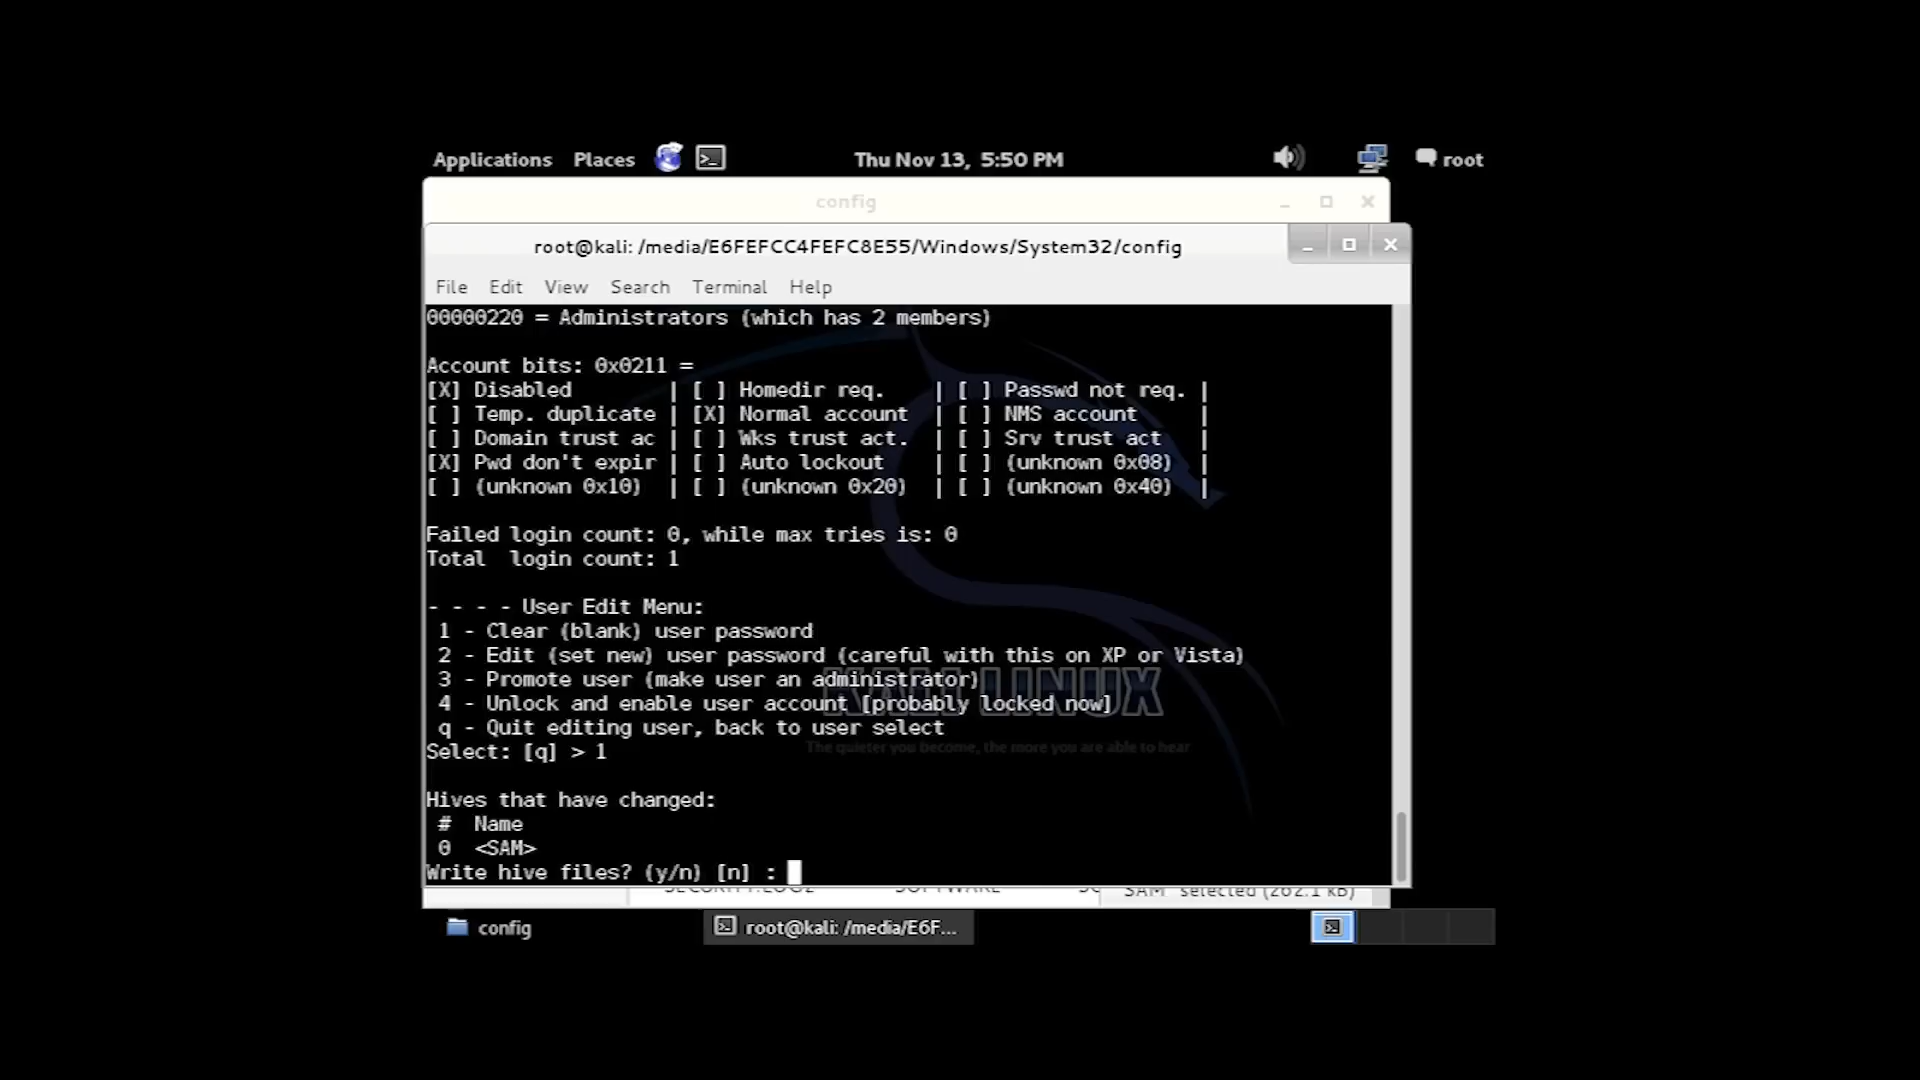 Applications Places Thu Nov 13, 5:50 PM root
config
root@kali: /media/E6FEFCC4FEFC8E55/Windows/System32/config
File Edit View Search Terminal Help
00000220 = Administrators (which has 2 members)
Account bits: 0x0211 =
[X] Disabled | [ ] Homedir req. | [ ] Passwd not req. |
[ ] Temp. duplicate | [X] Normal account | [ ] NMS account |
[ ] Domain trust ac | [ ] Wks trust act. | [ ] Srv trust act |
[X] Pwd don't expir | [ ] Auto lockout | [ ] (unknown 0x08) |
[ ] (unknown 0x10) | [ ] (unknown 0x20) | [ ] (unknown 0x40) |
Failed login count: 0, while max tries is: 0
Total login count: 1
- - - - User Edit Menu:
1 - Clear (blank) user password
2 - Edit (set new) user password (careful with this on XP or Vista)
3 - Promote user (make user an administrator)
KALI LINUX
4 - Unlock and enable user account [probably locked now]
q - Quit editing user, back to user select
The quieter you become, the more you are able to hear
Select: [q] > 1
Hives that have changed:
# Name
0 <SAM>
Write hive files? (y/n) [n] :
SECURITY.LOG2 SOFTWARE "SAM" selected (262.1 kB)
config root@kali: /media/E6F...